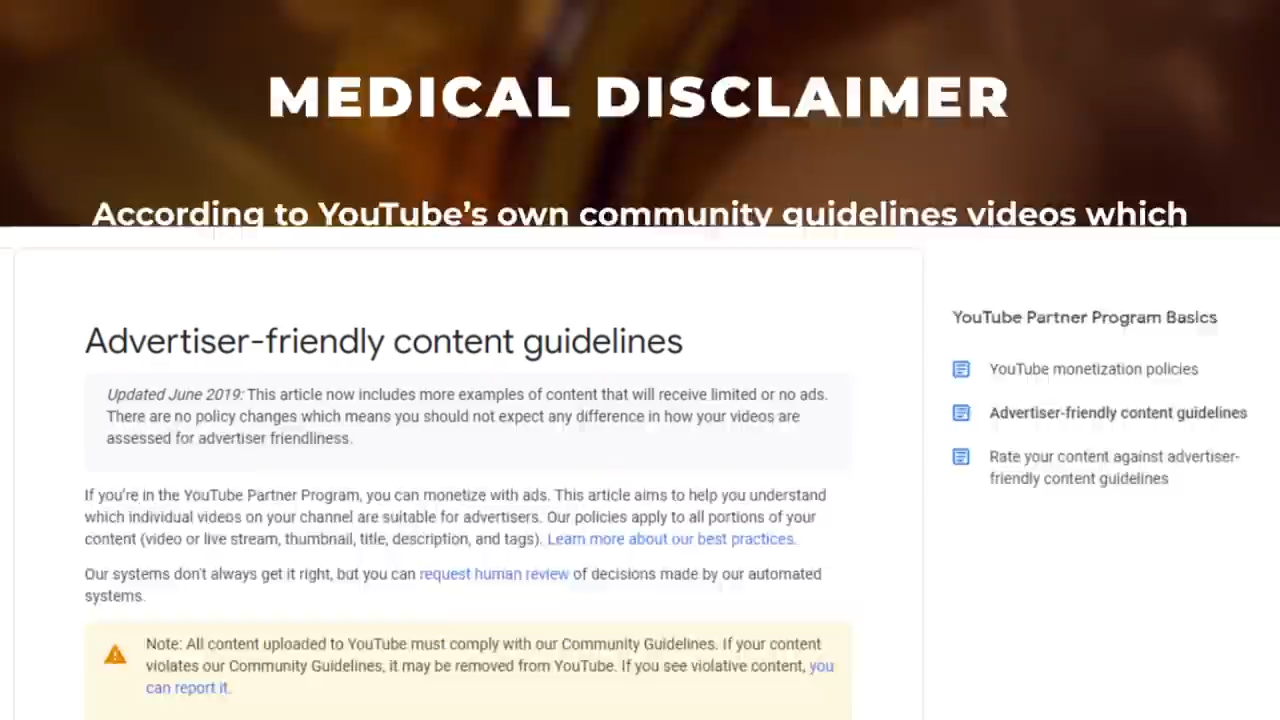 MEDICAL DISCLAIMER
According to YouTube's own community guidelines videos which
Advertiser-friendly content guidelines
Updated June 2019: This article now includes more examples of content that will receive limited or no ads.
There are no policy changes which means you should not expect any difference in how your videos are
assessed for advertiser friendliness.
If you're in the YouTube Partner Program, you can monetize with ads. This article aims to help you understand
which individual videos on your channel are suitable for advertisers. Our policies apply to all portions of your
content (video or live stream, thumbnail, title, description, and tags). Learn more about our best practices.
Our systems don't always get it right, but you can request human review of decisions made by our automated
systems.
Note: All content uploaded to YouTube must comply with our Community Guidelines. If your content
violates our Community Guidelines, it may be removed from YouTube. If you see violative content, you
can report it.
YouTube Partner Program Basics
YouTube monetization policies
Advertiser-friendly content guidelines
Rate your content against advertiser-
friendly content guidelines